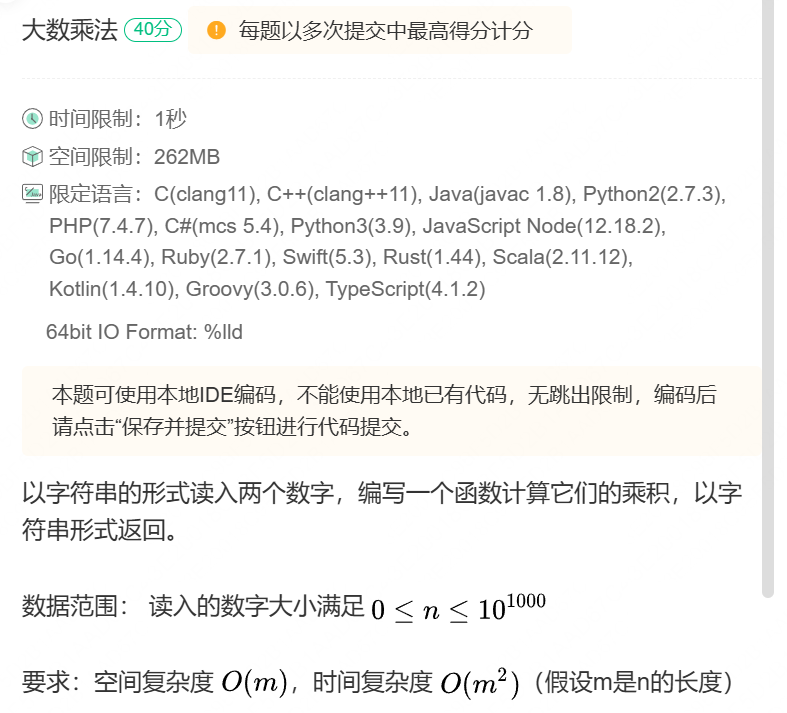 大数乘法 40分 ! 每题以多次提交中最高得分计分
时间限制：1秒
空间限制：262MB
限定语言：C(clang11), C++(clang++11), Java(javac 1.8), Python2(2.7.3),
PHP(7.4.7), C#(mcs 5.4), Python3(3.9), JavaScript Node(12.18.2),
Go(1.14.4), Ruby(2.7.1), Swift(5.3), Rust(1.44), Scala(2.11.12),
Kotlin(1.4.10), Groovy(3.0.6), TypeScript(4.1.2)
64bit IO Format: %lld
本题可使用本地IDE编码，不能使用本地已有代码，无跳出限制，编码后
请点击“保存并提交”按钮进行代码提交。
以字符串的形式读入两个数字，编写一个函数计算它们的乘积，以字
符串形式返回。
数据范围： 读入的数字大小满足 0 ≤ n ≤ 10^1000
要求：空间复杂度 O(m)，时间复杂度 O(m^2)（假设m是n的长度）